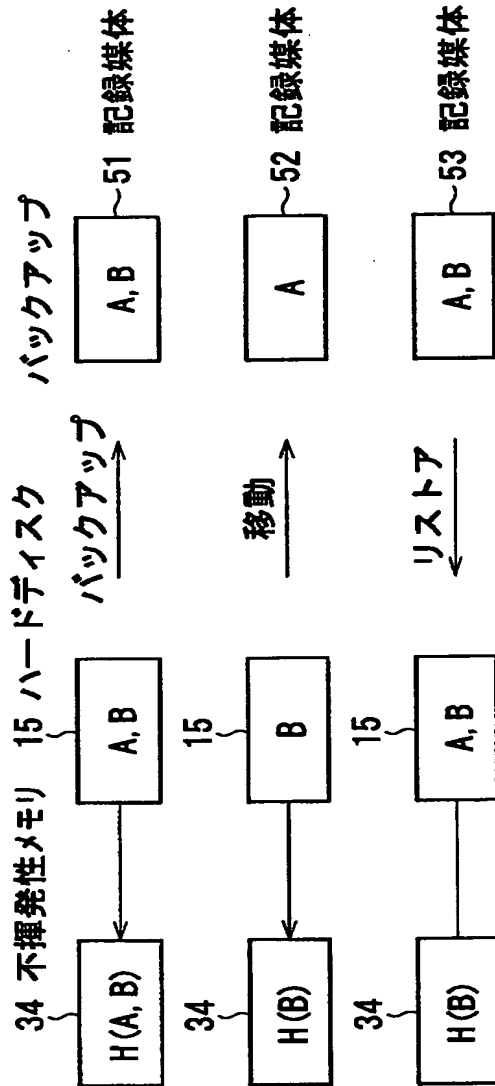 34 不揮発性メモリ 15 ハードディスク バックアップ
バックアップ
H(A, B) A, B A, B 51 記録媒体
34 15 移動
H(B) B A 52 記録媒体
34 15 リストア
H(B) A, B A, B 53 記録媒体